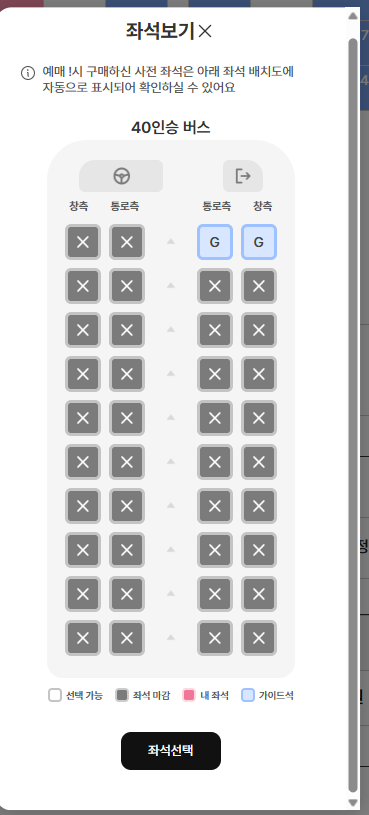 좌석보기
예매 !시 구매하신 사전 좌석은 아래 좌석 배치도에
자동으로 표시되어 확인하실 수 있어요
40인승 버스
창측 통로측 통로측 창측
G G
선택 가능 좌석 마감 내 좌석 가이드석
좌석선택